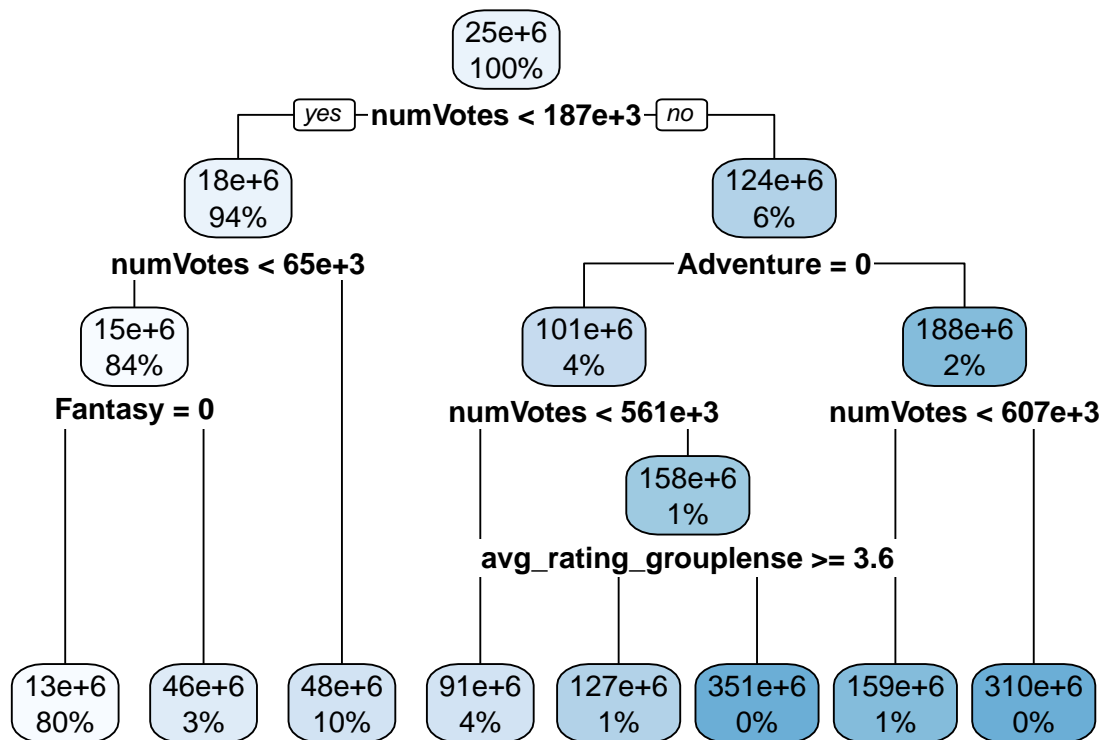 25e+6
100%
yes numVotes < 187e+3 no
18e+6
94%
124e+6
6%
numVotes < 65e+3
Adventure = 0
15e+6
84%
101e+6
4%
188e+6
2%
Fantasy = 0
numVotes < 561e+3
numVotes < 607e+3
158e+6
1%
avg_rating_grouplense >= 3.6
13e+6
80%
46e+6
3%
48e+6
10%
91e+6
4%
127e+6
1%
351e+6
0%
159e+6
1%
310e+6
0%